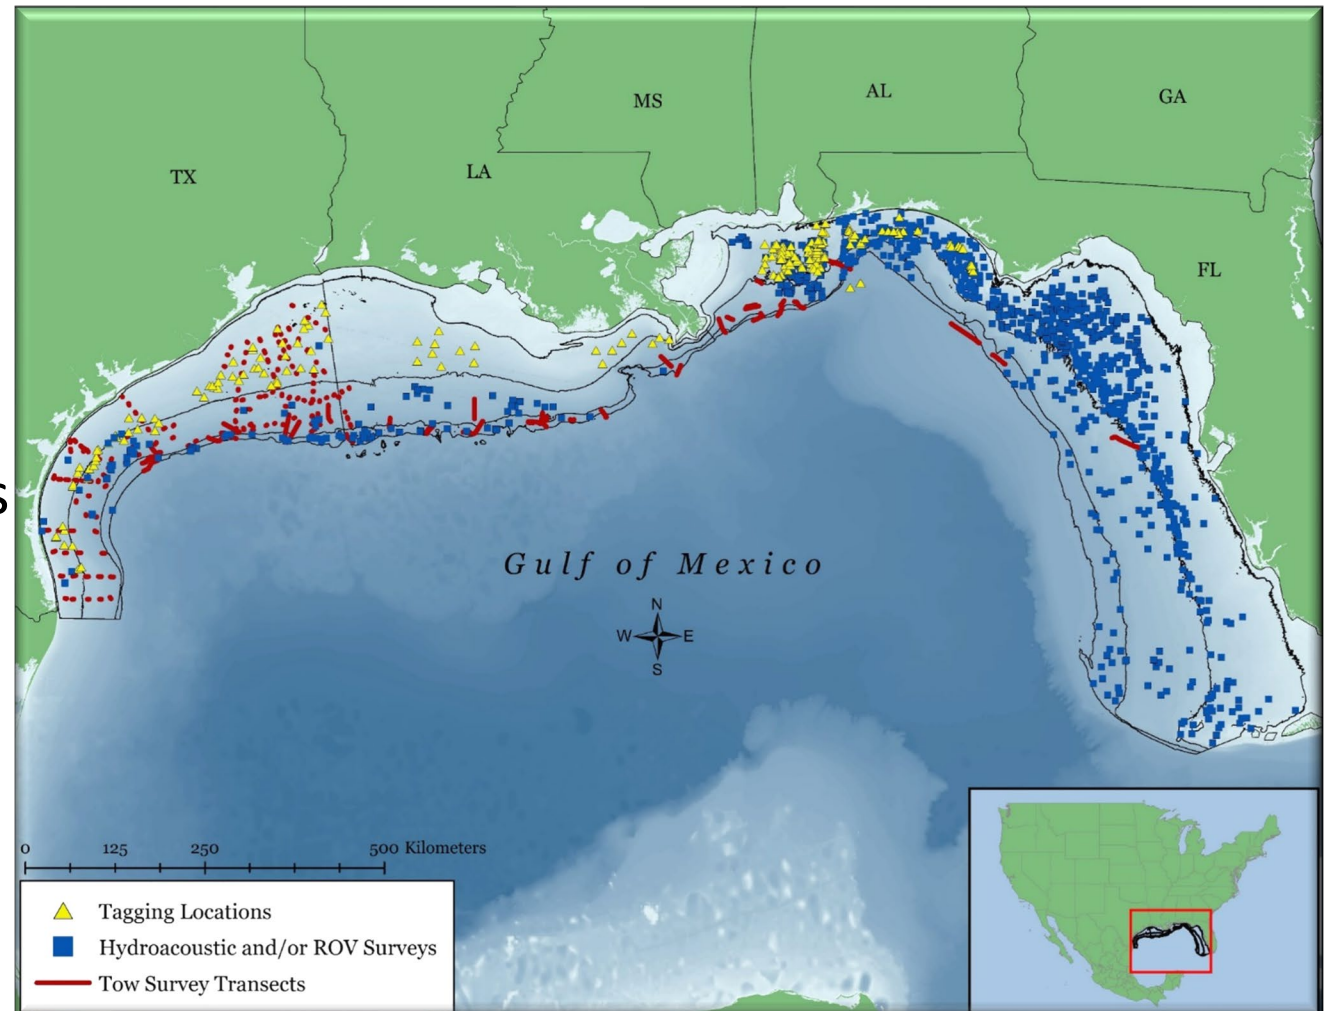 MS
AL
GA
TX
LA
FL
S
Gulf of Mexico
N
W E
S
0 125 250 500 Kilometers
Tagging Locations
Hydroacoustic and/or ROV Surveys
Tow Survey Transects